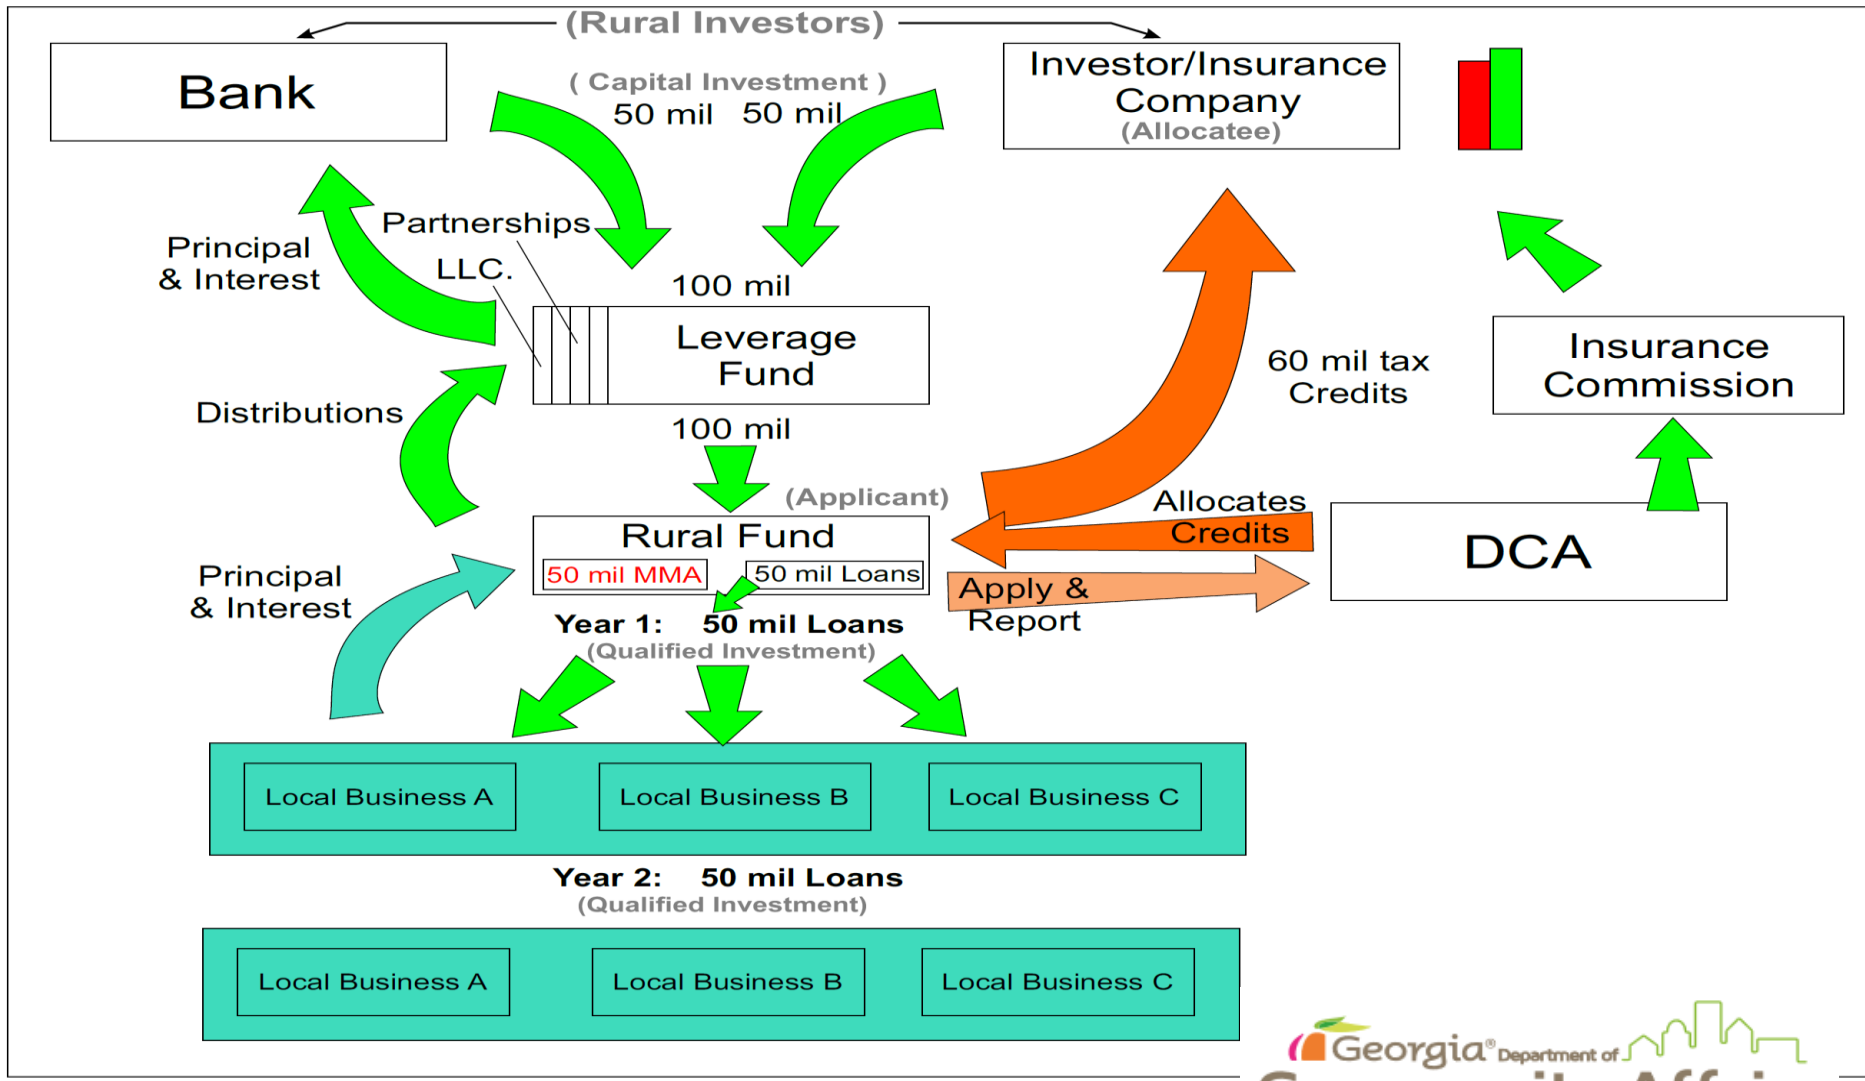 (Rural Investors)
Bank
( Capital Investment )
50 mil 50 mil
Investor/Insurance
Company
(Allocatee)
Principal
& Interest
Partnerships
LLC.
100 mil
Leverage
Fund
60 mil tax
Credits
Insurance
Commission
Distributions
100 mil
(Applicant)
Allocates
Credits
Rural Fund
50 mil MMA
50 mil Loans
DCA
Principal
& Interest
Apply &
Report
Year 1: 50 mil Loans
(Qualified Investment)
Local Business A
Local Business B
Local Business C
Year 2: 50 mil Loans
(Qualified Investment)
Local Business A
Local Business B
Local Business C
Georgia® Department of